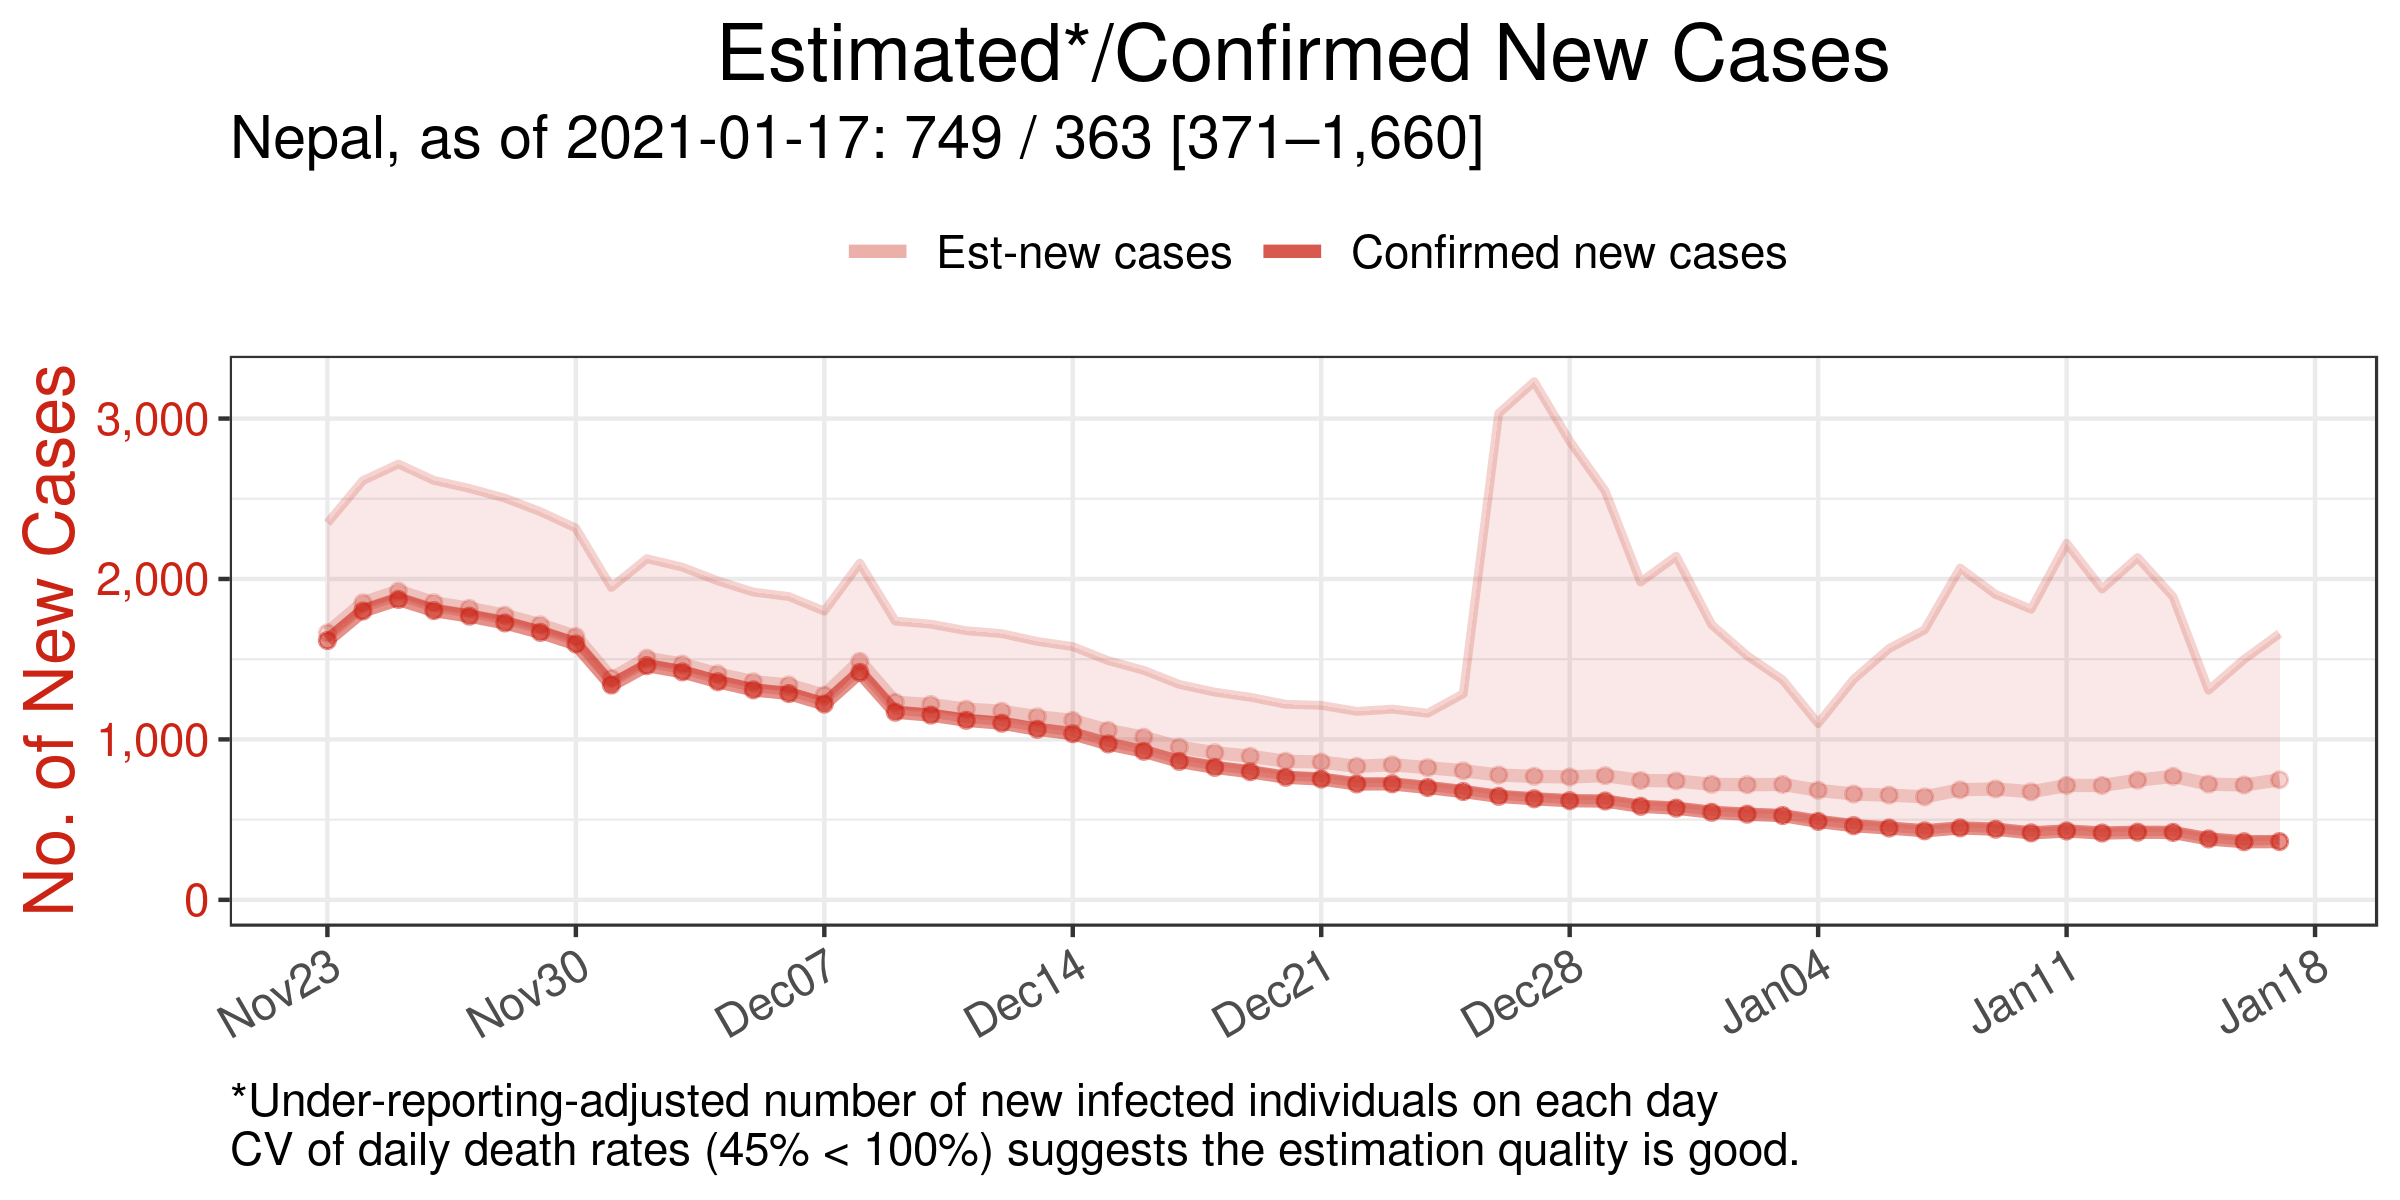 Estimated*/Confirmed New Cases
Nepal, as of 2021-01-17: 749 / 363 [371–1,660]
Est-new cases
Confirmed new cases
No. of New Cases
3,000
2,000
1,000
0
Nov23
Nov30
Dec07
Dec14
Dec21
Dec28
Jan04
Jan11
Jan18
*Under-reporting-adjusted number of new infected individuals on each day
CV of daily death rates (45% < 100%) suggests the estimation quality is good.